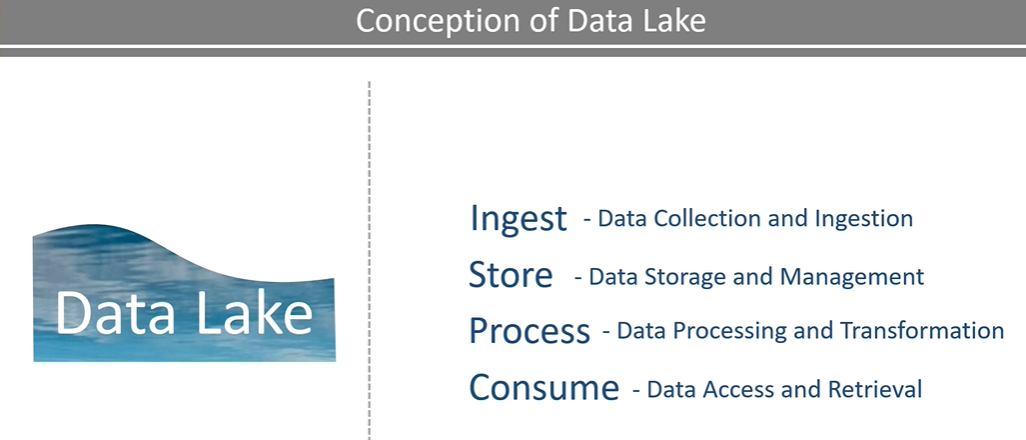 Conception of Data Lake
Data Lake
Ingest - Data Collection and Ingestion
Store - Data Storage and Management
Process - Data Processing and Transformation
Consume - Data Access and Retrieval